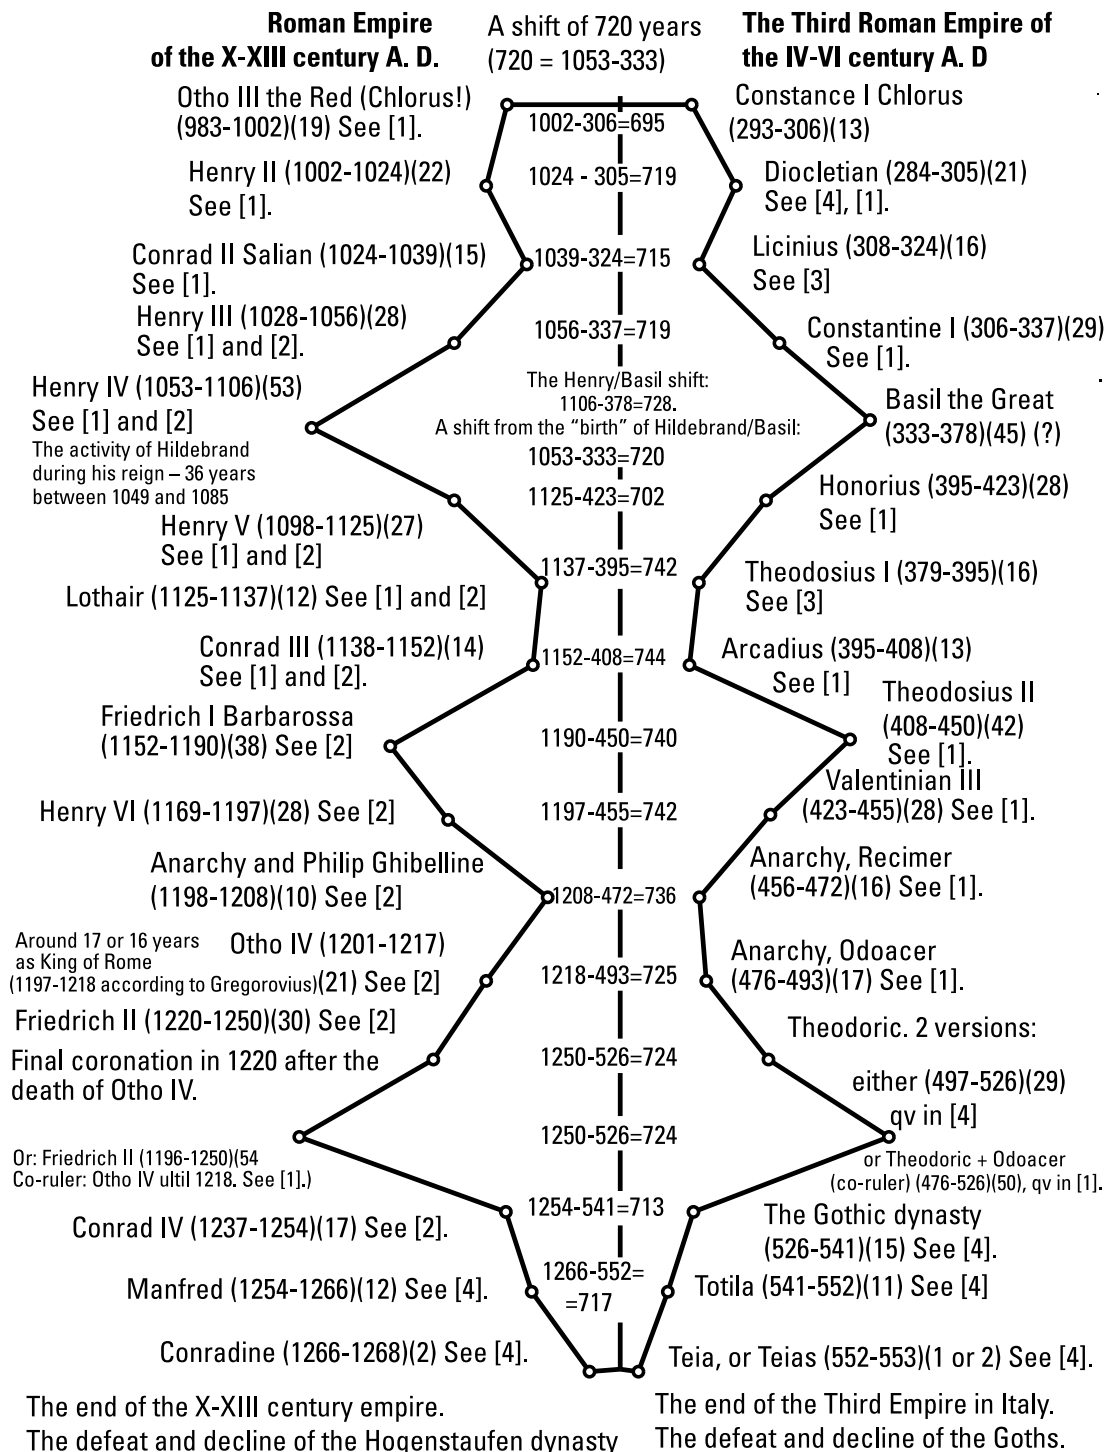 Roman Empire
of the X-XIII century A. D.
A shift of 720 years
(720 = 1053-333)
The Third Roman Empire of
the IV-VI century A. D
Otho III the Red (Chlorus!)
(983-1002)(19) See [1].
1002-306=695
Constance I Chlorus
(293-306)(13)
Henry II (1002-1024)(22)
See [1].
1024 - 305=719
Diocletian (284-305)(21)
See [4], [1].
Conrad II Salian (1024-1039)(15)
See [1].
1039-324=715
Licinius (308-324)(16)
See [3]
Henry III (1028-1056)(28)
See [1] and [2].
1056-337=719
Constantine I (306-337)(29)
See [1].
Henry IV (1053-1106)(53)
See [1] and [2]
The activity of Hildebrand
during his reign – 36 years
between 1049 and 1085
The Henry/Basil shift:
1106-378=728.
A shift from the “birth” of Hildebrand/Basil:
1053-333=720
Basil the Great
(333-378)(45) (?)
Henry V (1098-1125)(27)
See [1] and [2]
1125-423=702
Honorius (395-423)(28)
See [1]
Lothair (1125-1137)(12) See [1] and [2]
1137-395=742
Theodosius I (379-395)(16)
See [3]
Conrad III (1138-1152)(14)
See [1] and [2].
1152-408=744
Arcadius (395-408)(13)
See [1]
Friedrich I Barbarossa
(1152-1190)(38) See [2]
1190-450=740
Theodosius II
(408-450)(42)
See [1].
Henry VI (1169-1197)(28) See [2]
1197-455=742
Valentinian III
(423-455)(28) See [1].
Anarchy and Philip Ghibelline
(1198-1208)(10) See [2]
1208-472=736
Anarchy, Recimer
(456-472)(16) See [1].
Around 17 or 16 years
as King of Rome
(1197-1218 according to Gregorovius)
Otho IV (1201-1217)
(21) See [2]
1218-493=725
Anarchy, Odoacer
(476-493)(17) See [1].
Friedrich II (1220-1250)(30) See [2]
Final coronation in 1220 after the
death of Otho IV.
1250-526=724
Theodoric. 2 versions:
either (497-526)(29)
qv in [4]
Or: Friedrich II (1196-1250)(54
Co-ruler: Otho IV ultil 1218. See [1].)
1250-526=724
or Theodoric + Odoacer
(co-ruler) (476-526)(50), qv in [1].
Conrad IV (1237-1254)(17) See [2].
1254-541=713
The Gothic dynasty
(526-541)(15) See [4].
Manfred (1254-1266)(12) See [4].
1266-552=
=717
Totila (541-552)(11) See [4]
Conradine (1266-1268)(2) See [4].
Teia, or Teias (552-553)(1 or 2) See [4].
The end of the X-XIII century empire.
The defeat and decline of the Hogenstaufen dynasty
The end of the Third Empire in Italy.
The defeat and decline of the Goths.